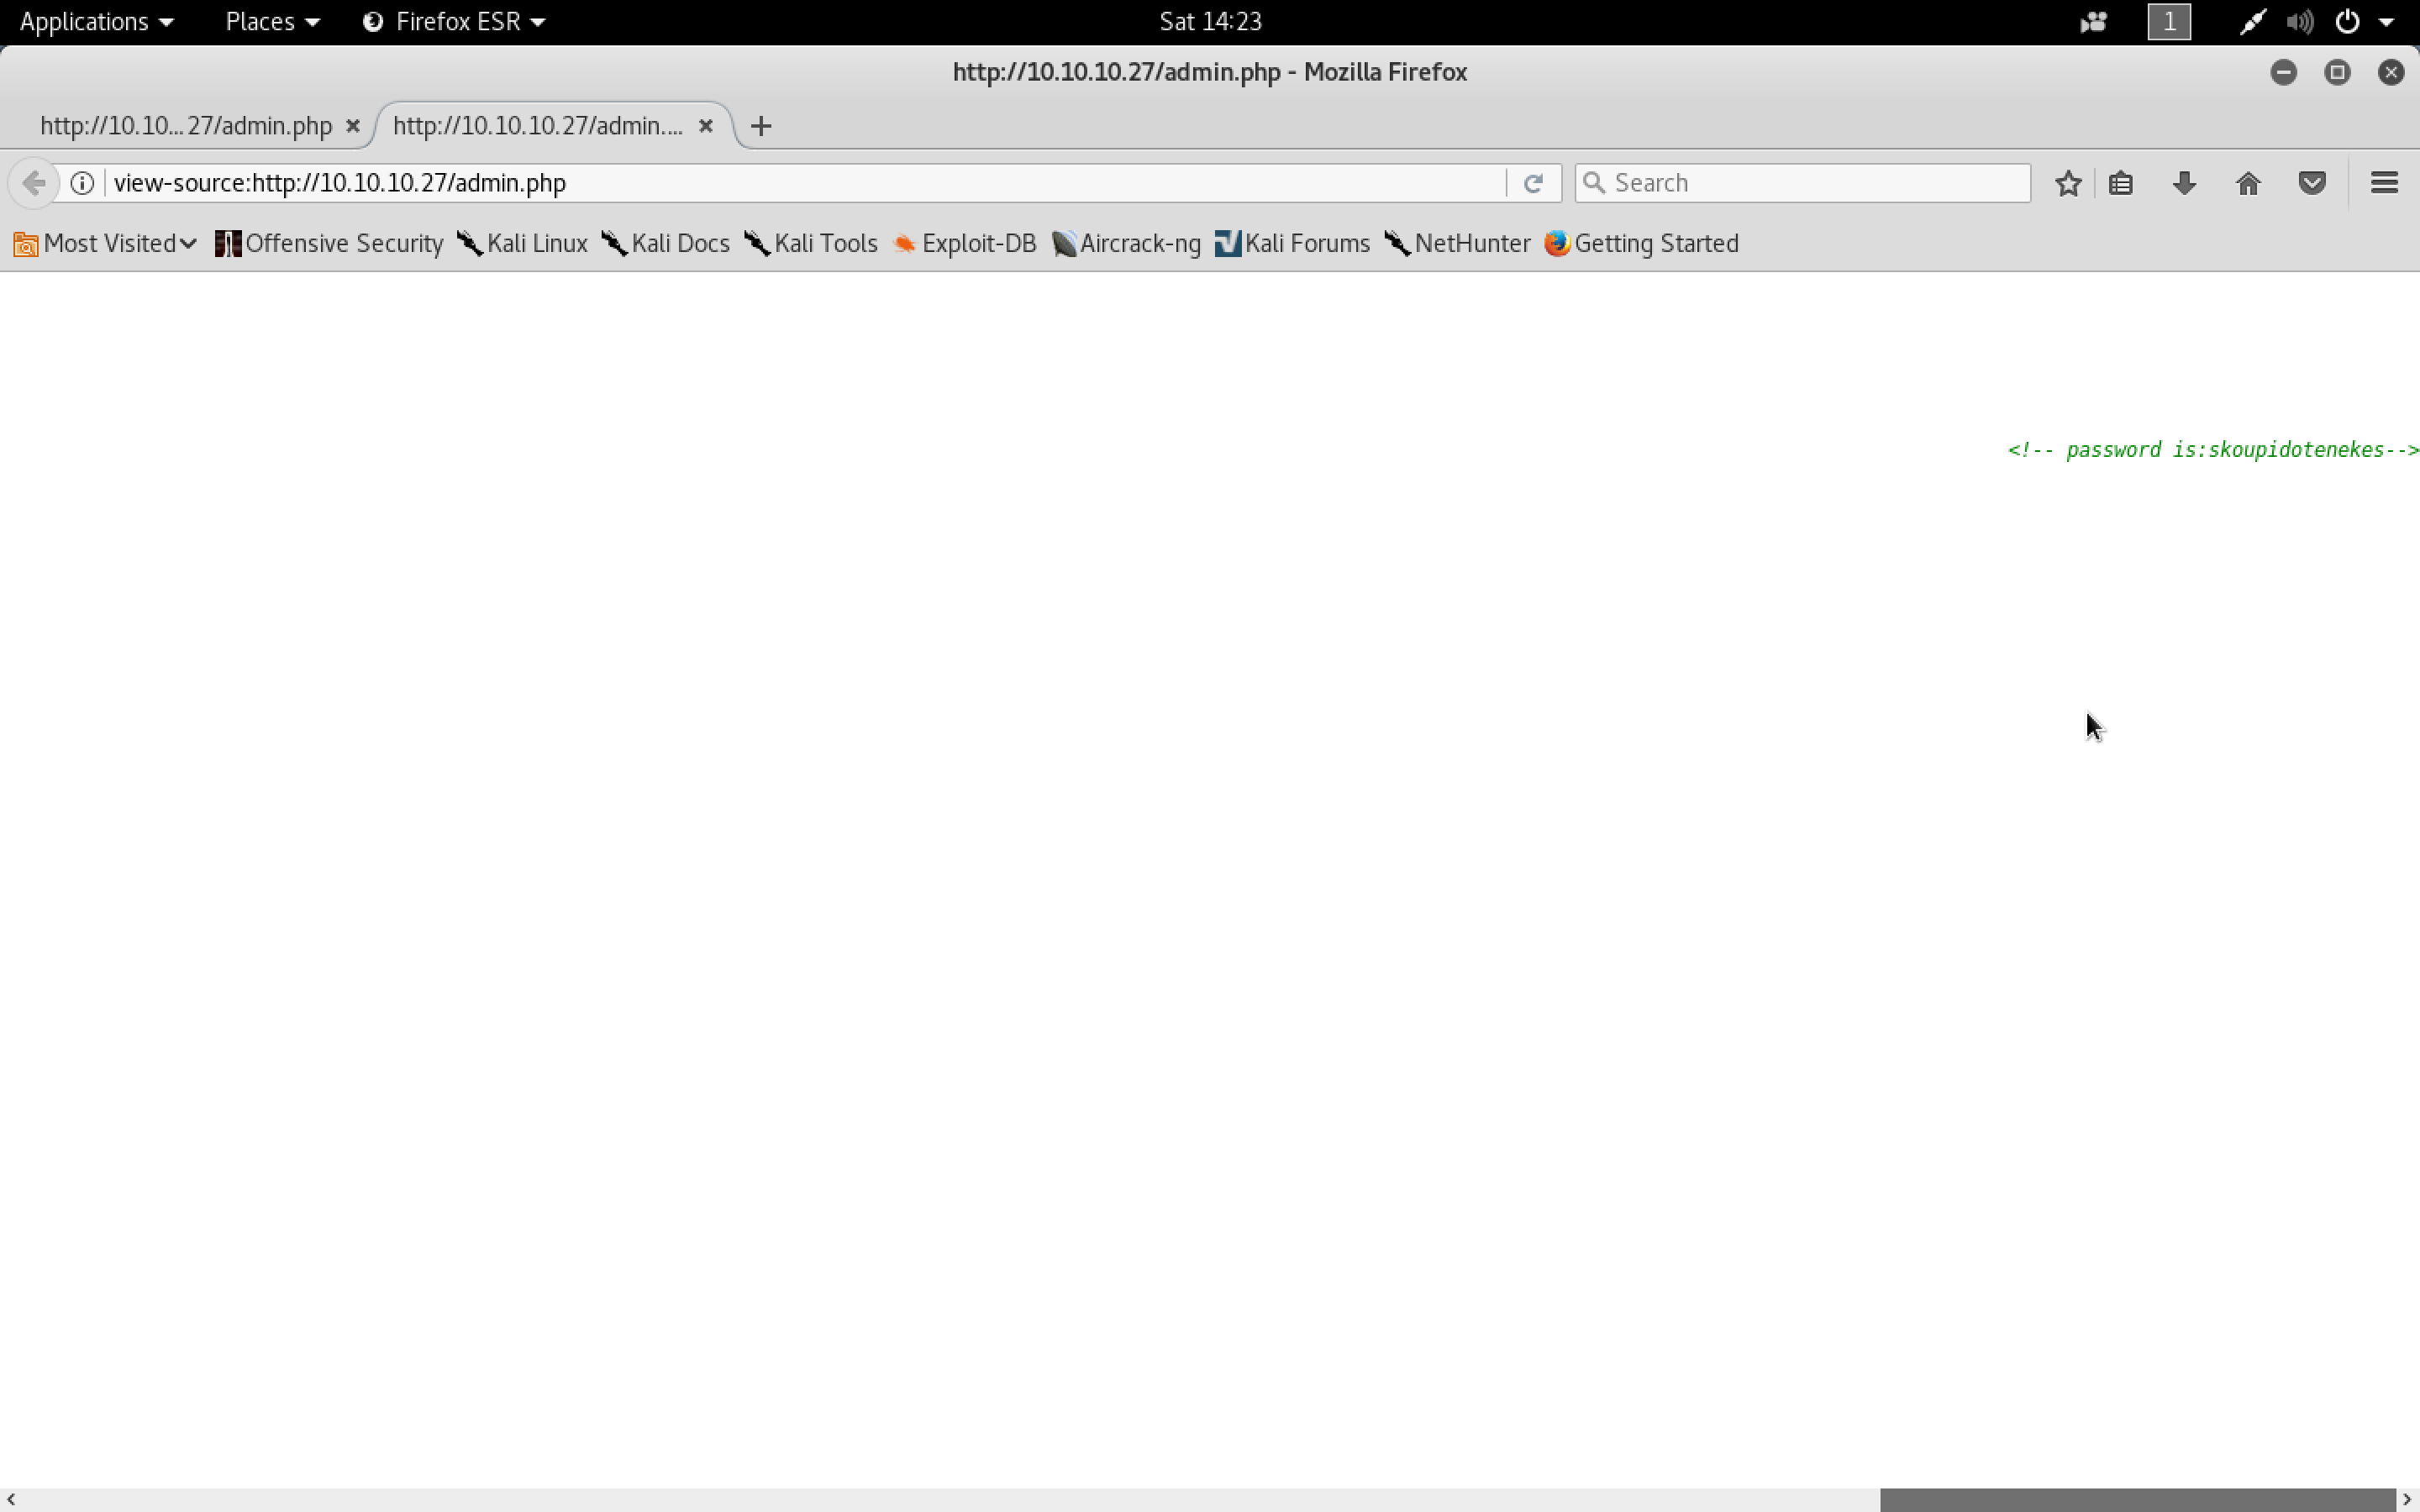 Applications Places Firefox ESR Sat 14:23 1
http://10.10.10.27/admin.php - Mozilla Firefox
http://10.10...27/admin.php http://10.10.10.27/admin....
view-source:http://10.10.10.27/admin.php Search
Most Visited Offensive Security Kali Linux Kali Docs Kali Tools Exploit-DB Aircrack-ng Kali Forums NetHunter Getting Started
<!-- password is:skoupidotenekes-->